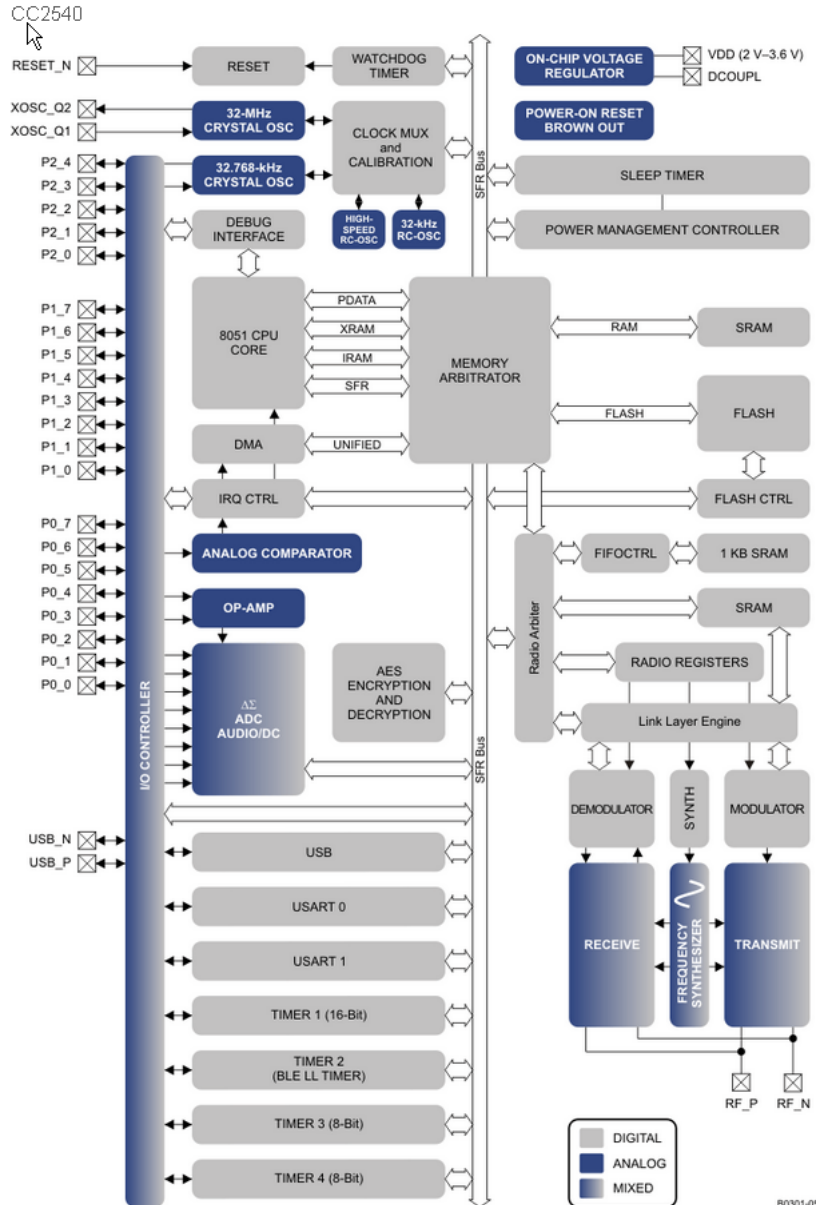 CC2540
RESET_N
RESET
WATCHDOG
TIMER
ON-CHIP VOLTAGE
REGULATOR
VDD (2 V–3.6 V)
DCOUPL
XOSC_Q2
XOSC_Q1
32-MHz
CRYSTAL OSC
CLOCK MUX
and
CALIBRATION
POWER-ON RESET
BROWN OUT
SFR Bus
P2_4
P2_3
P2_2
P2_1
P2_0
32.768-kHz
CRYSTAL OSC
SLEEP TIMER
DEBUG
INTERFACE
HIGH-
SPEED
RC-OSC
32-kHz
RC-OSC
POWER MANAGEMENT CONTROLLER
P1_7
P1_6
P1_5
P1_4
P1_3
P1_2
P1_1
P1_0
8051 CPU
CORE
PDATA
XRAM
IRAM
SFR
MEMORY
ARBITRATOR
RAM
SRAM
FLASH
FLASH
DMA
UNIFIED
IRQ CTRL
FLASH CTRL
P0_7
P0_6
P0_5
P0_4
P0_3
P0_2
P0_1
P0_0
ANALOG COMPARATOR
FIFOCTRL
1 KB SRAM
OP-AMP
SRAM
Radio Arbiter
I/O CONTROLLER
ΔΣ
ADC
AUDIO/DC
AES
ENCRYPTION
AND
DECRYPTION
RADIO REGISTERS
Link Layer Engine
SFR Bus
DEMODULATOR
SYNTH
MODULATOR
USB_N
USB_P
USB
USART 0
USART 1
TIMER 1 (16-Bit)
TIMER 2
(BLE LL TIMER)
TIMER 3 (8-Bit)
TIMER 4 (8-Bit)
RECEIVE
FREQUENCY
SYNTHESIZER
TRANSMIT
RF_P
RF_N
DIGITAL
ANALOG
MIXED